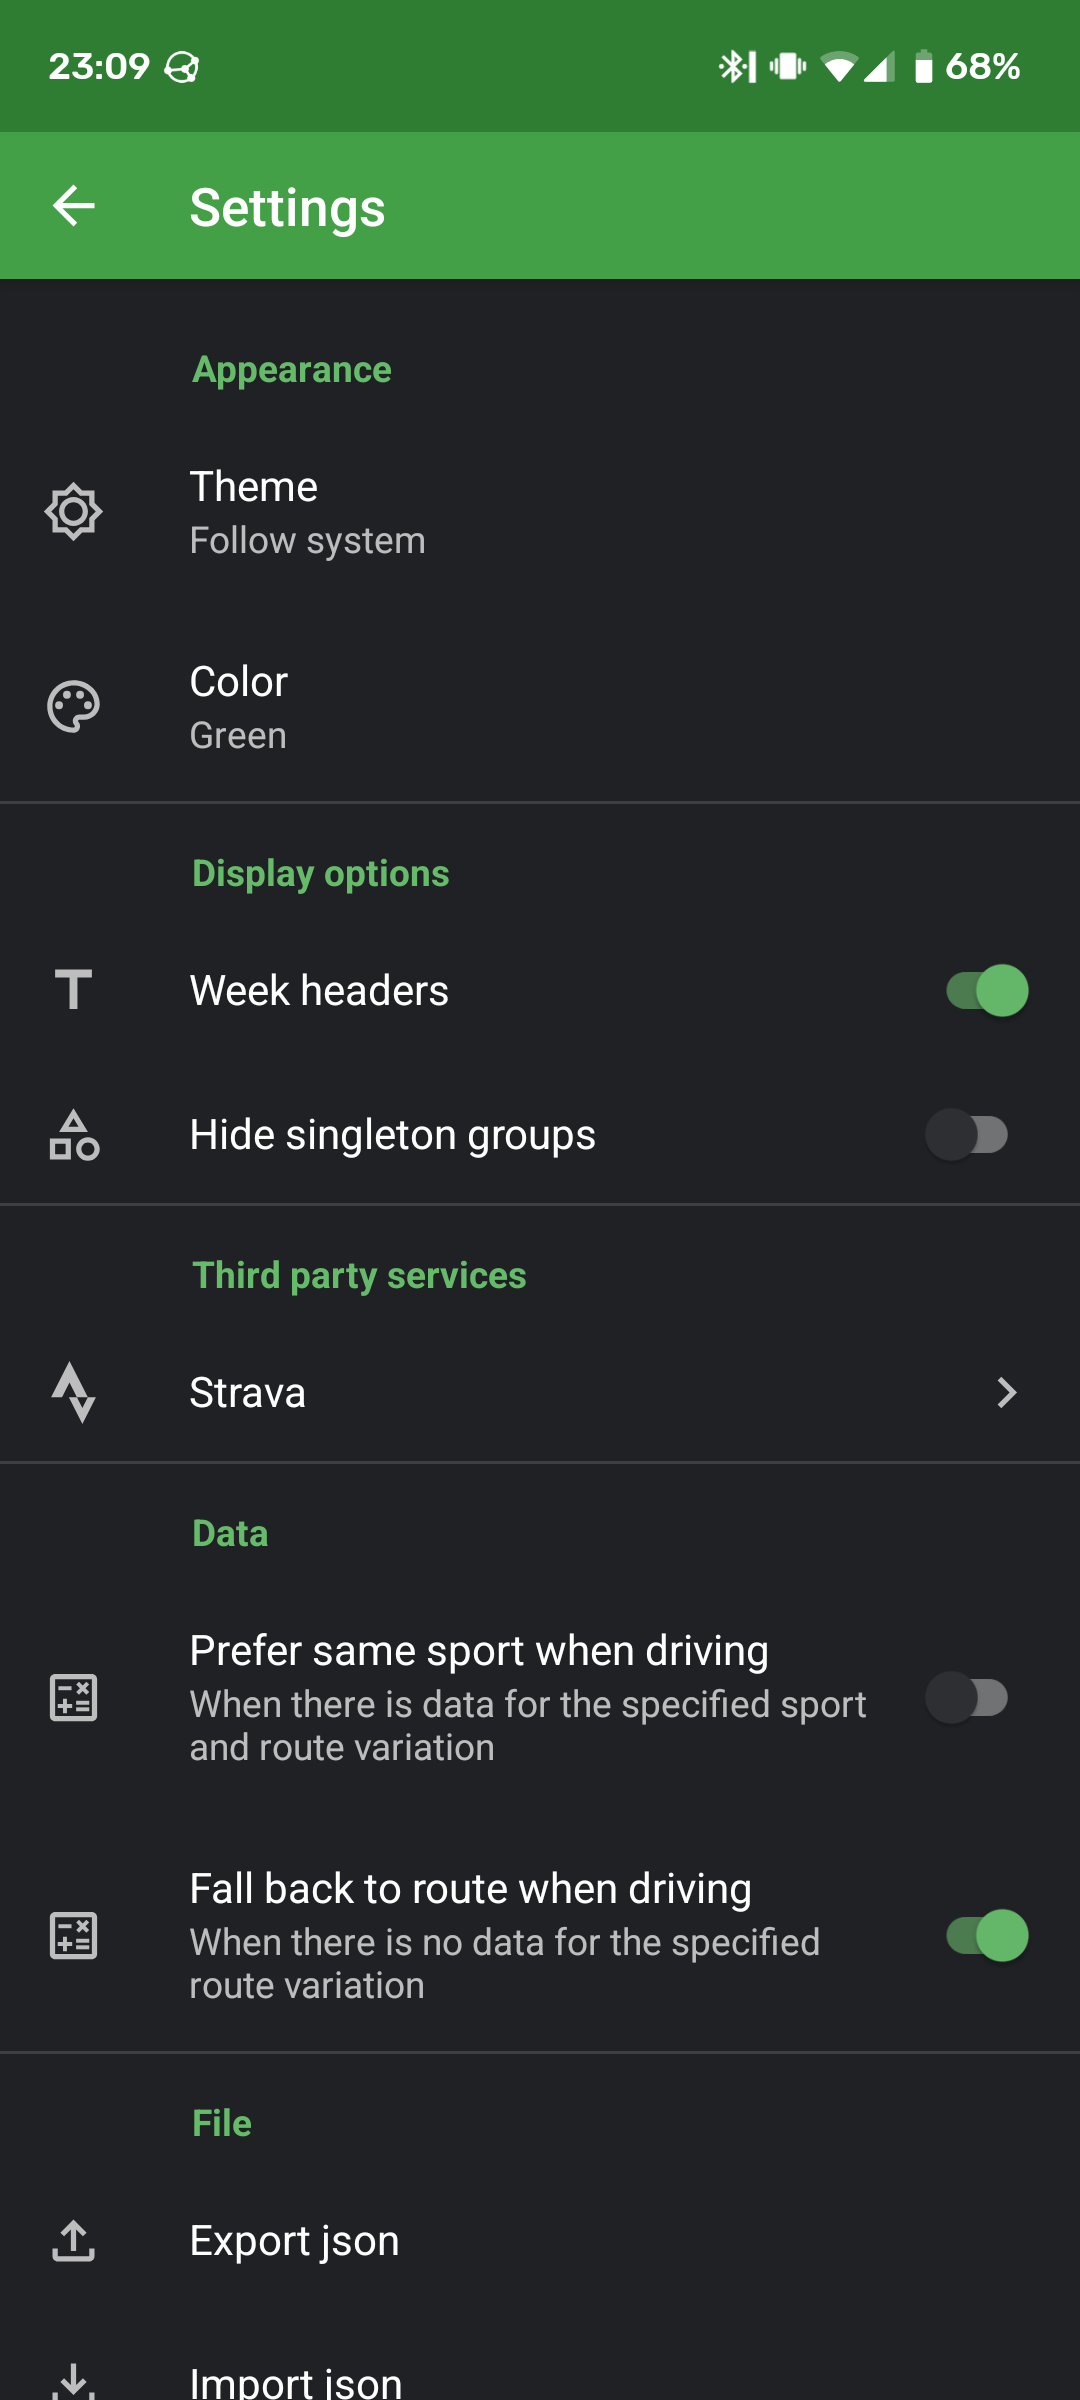 23:09 68%
Settings
Appearance
Theme
Follow system
Color
Green
Display options
Week headers
Hide singleton groups
Third party services
Strava
Data
Prefer same sport when driving
When there is data for the specified sport
and route variation
Fall back to route when driving
When there is no data for the specified
route variation
File
Export json
Import json